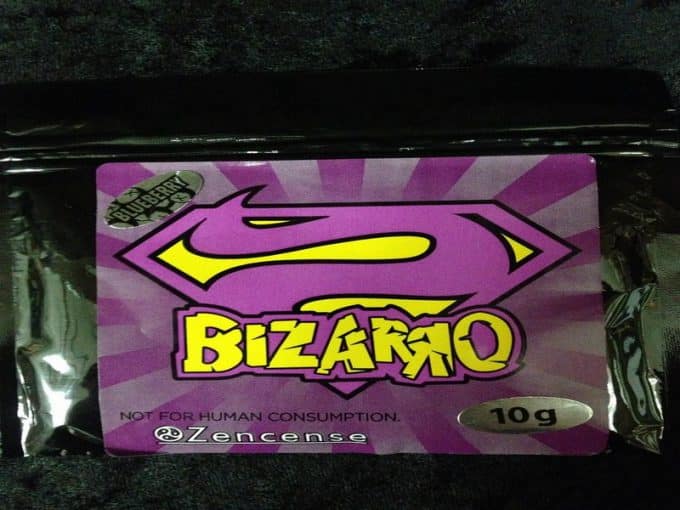 BLUEBERRY
BIZARRO
NOT FOR HUMAN CONSUMPTION.
Zencense
10g